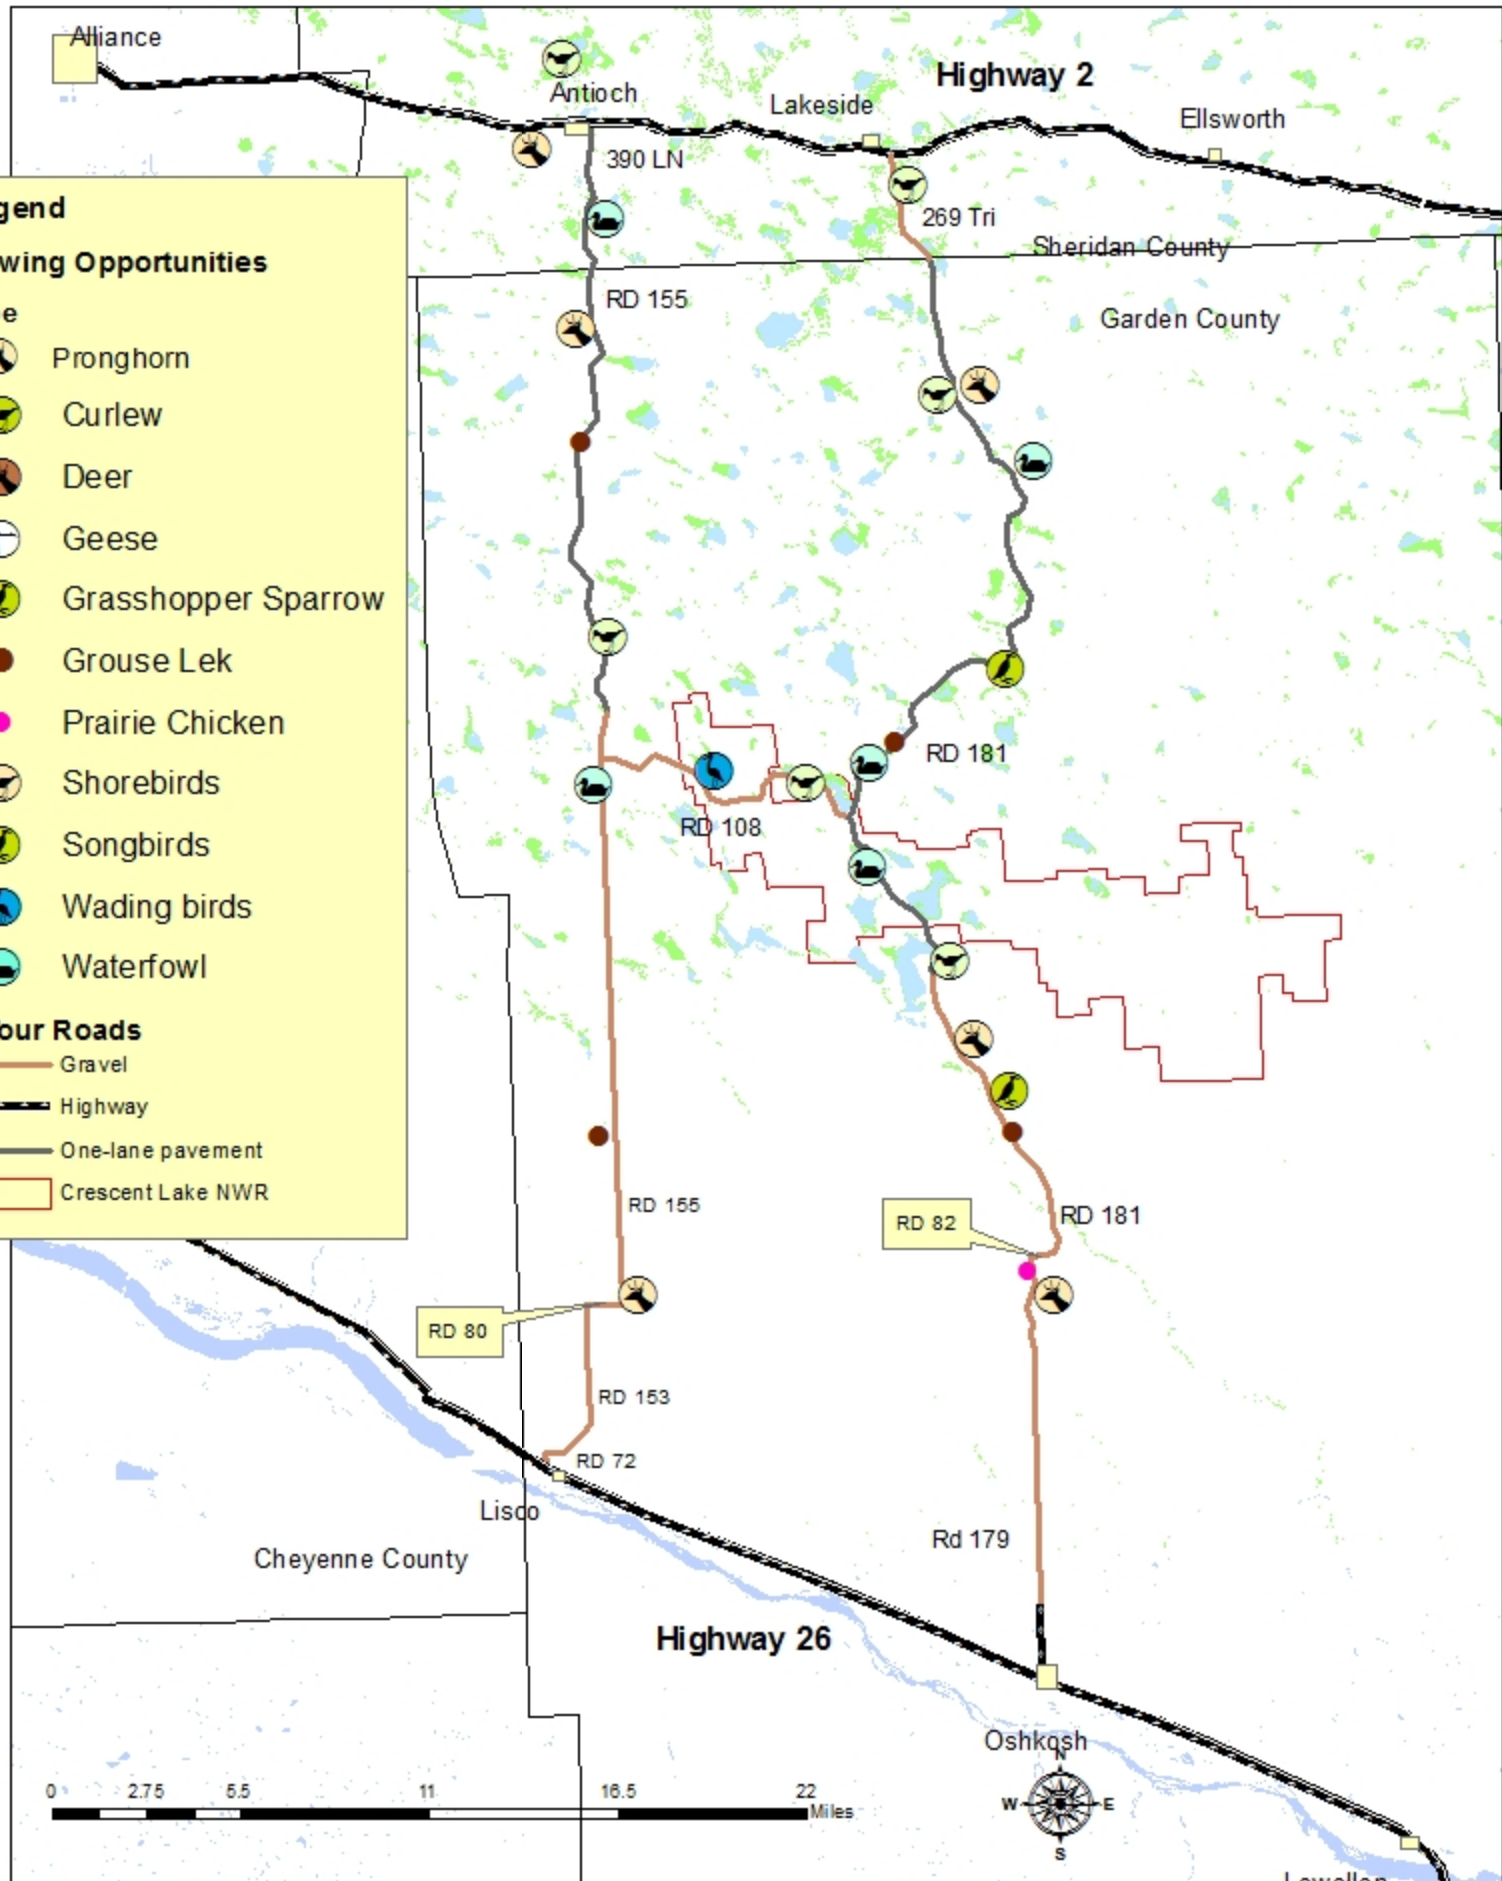 Alliance
Highway 2
Antioch
Lakeside
Ellsworth
390 LN
269 Tri
Sheridan County
RD 155
Garden County
gend
wing Opportunities
e
Pronghorn
Curlew
Deer
Geese
Grasshopper Sparrow
Grouse Lek
Prairie Chicken
Shorebirds
Songbirds
Wading birds
Waterfowl
our Roads
Gravel
Highway
One-lane pavement
Crescent Lake NWR
RD 181
RD 108
RD 155
RD 82
RD 181
RD 80
RD 153
RD 72
Lisco
Rd 179
Cheyenne County
Highway 26
Oshkosh
N
W E
S
0 2.75 5.5 11 16.5 22
Miles
Lewellen